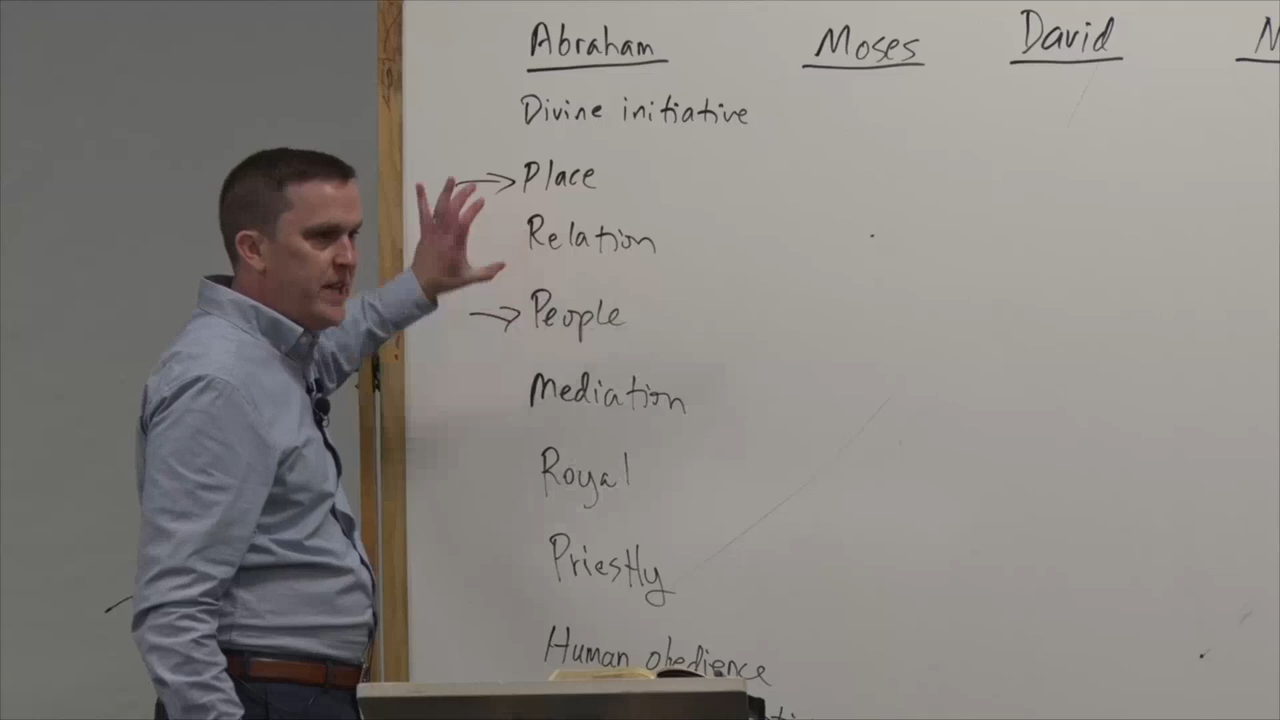 Abraham Moses David
Divine initiative
→ Place
Relation
→ People
Mediation
Royal
Priestly
Human obedience